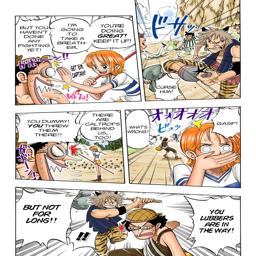 YOU'RE
DOING
GREAT!
KEEP IT UP!
I'M
GOING
TO TAKE
A BREATH-
ER.
BUT YOU
HAVEN'T
DONE
ANY
FIGHTING
YET!!
CURSE
HIM!
GASP!
WHAT'S
WRONG?
THERE
ARE
CALTROPS
BEHIND
US,
TOO!
YOU DUMMY!
YOU THREW
THEM
THERE!!
YOU
LUBBERS
ARE IN
THE WAY!
BUT NOT
FOR
LONG!!
!!